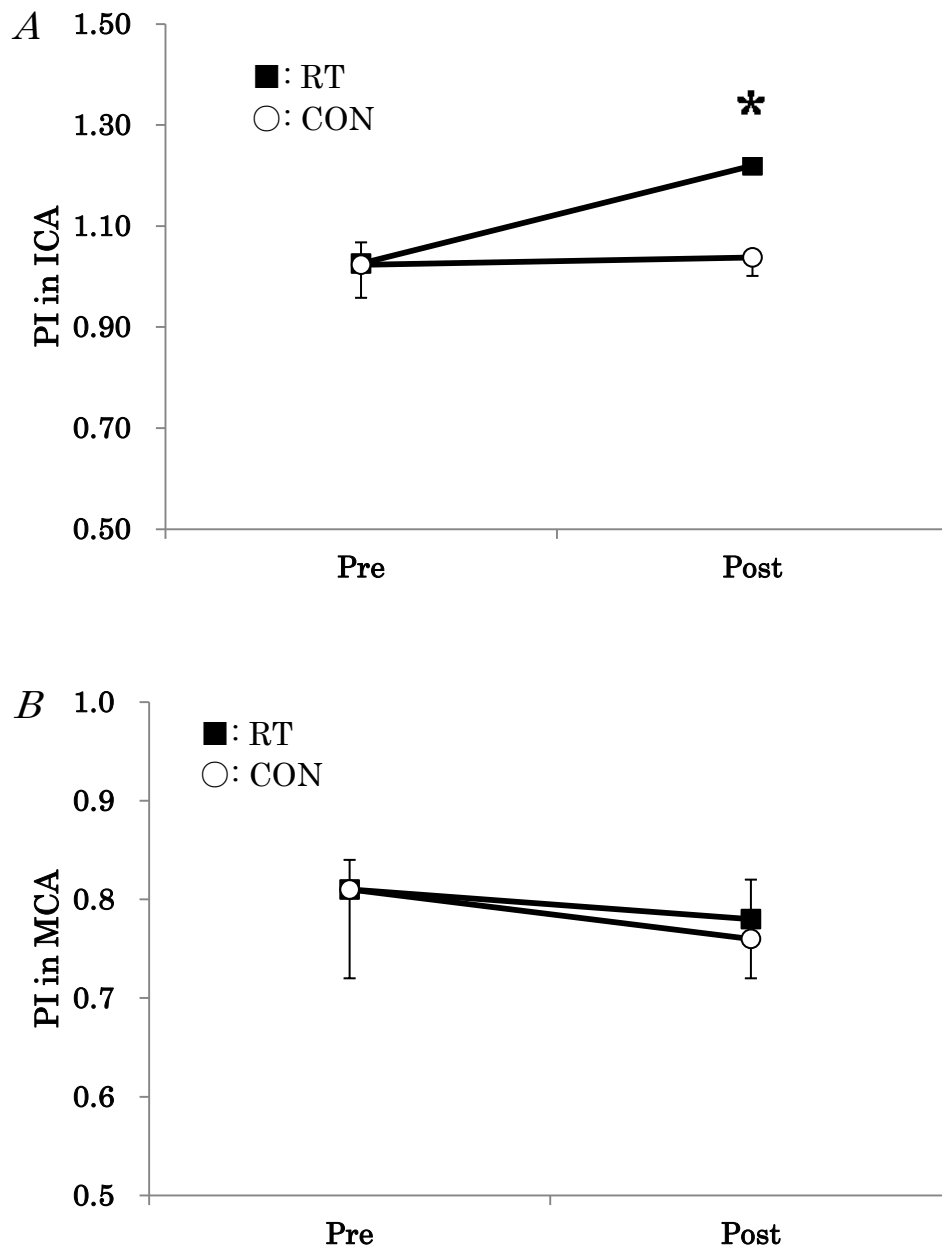 A
1.50
■: RT
○: CON
1.30
*
1.10
PI in ICA
0.90
0.70
0.50
Pre Post
B
1.0
■: RT
○: CON
0.9
0.8
PI in MCA
0.7
0.6
0.5
Pre Post